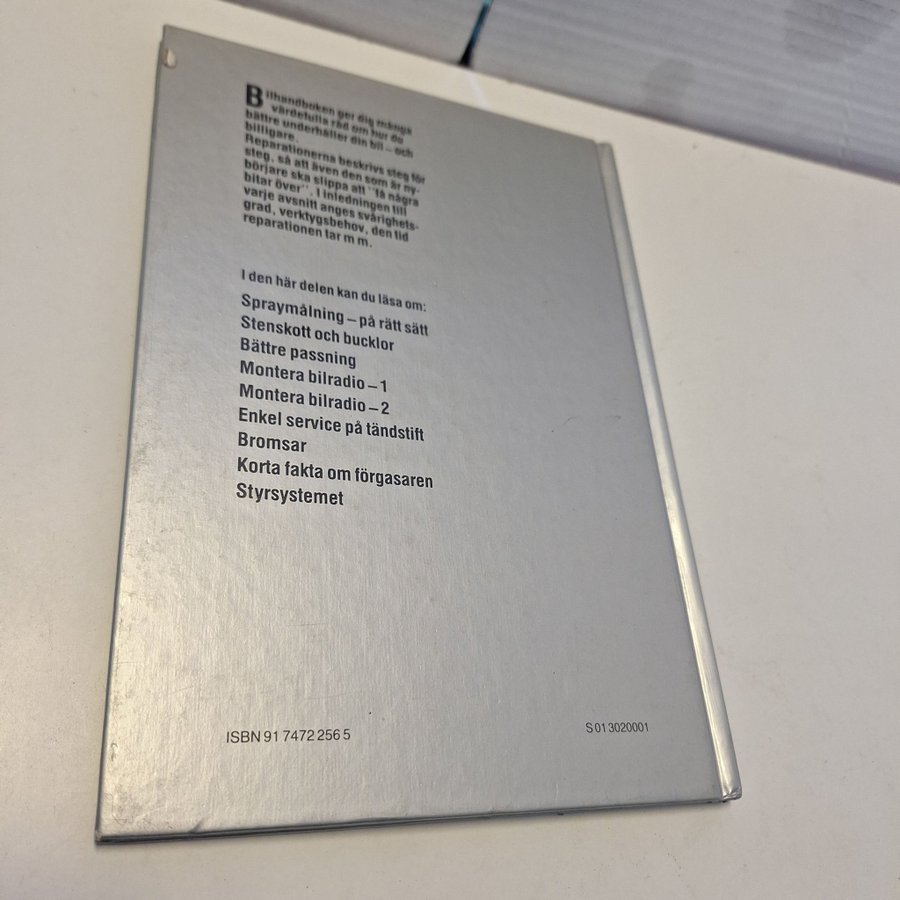 Bilhandboken ger dig många
värdefulla råd om hur du
bättre underhåller din bil – och
billigare.
Reparationerna beskrivs steg för
steg, så att även den som är ny-
börjare ska slippa att "få några
bitar över". I inledningen till
varje avsnitt anges svårighets-
grad, verktygsbehov, den tid
reparationen tar m m.
I den här delen kan du läsa om:
Spraymålning – på rätt sätt
Stenskott och bucklor
Bättre passning
Montera bilradio – 1
Montera bilradio – 2
Enkel service på tändstift
Bromsar
Korta fakta om förgasaren
Styrsystemet
ISBN 91 7472 256 5
S 01 3020001